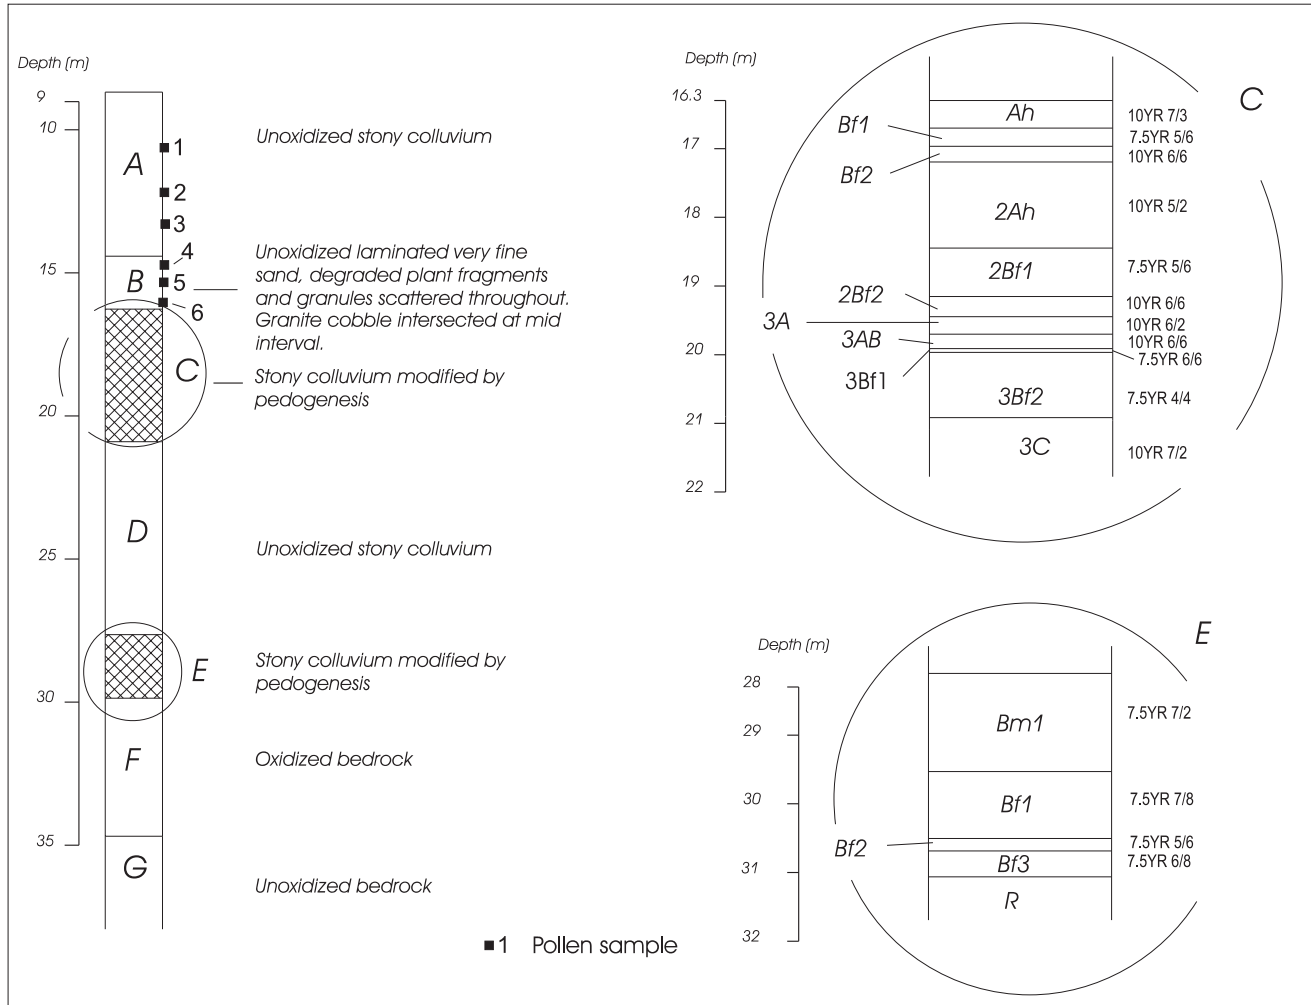 Depth (m)
9
10
15
20
25
30
35
A
B
C
D
E
F
G
1
2
3
4
5
6
Unoxidized stony colluvium
Unoxidized laminated very fine
sand, degraded plant fragments
and granules scattered throughout.
Granite cobble intersected at mid
interval.
Stony colluvium modified by
pedogenesis
Unoxidized stony colluvium
Stony colluvium modified by
pedogenesis
Oxidized bedrock
Unoxidized bedrock
1 Pollen sample
C
Depth (m)
16.3
17
18
19
20
21
22
Ah
Bf1
Bf2
2Ah
2Bf1
2Bf2
3A
3AB
3Bf1
3Bf2
3C
10YR 7/3
7.5YR 5/6
10YR 6/6
10YR 5/2
7.5YR 5/6
10YR 6/6
10YR 6/2
10YR 6/6
7.5YR 6/6
7.5YR 4/4
10YR 7/2
E
Depth (m)
28
29
30
31
32
Bm1
Bf1
Bf2
Bf3
R
7.5YR 7/2
7.5YR 7/8
7.5YR 5/6
7.5YR 6/8